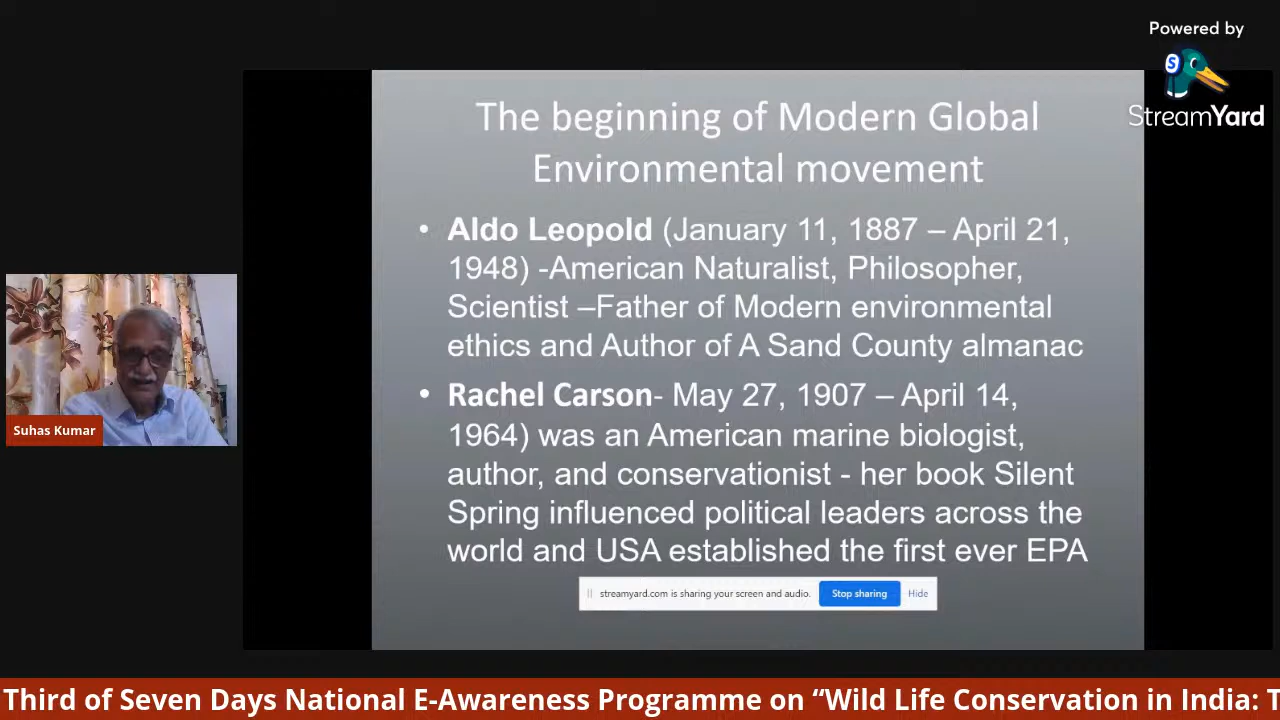 Powered by
StreamYard
The beginning of Modern Global
Environmental movement
• Aldo Leopold (January 11, 1887 – April 21,
1948) -American Naturalist, Philosopher,
Scientist –Father of Modern environmental
ethics and Author of A Sand County almanac
• Rachel Carson- May 27, 1907 – April 14,
1964) was an American marine biologist,
author, and conservationist - her book Silent
Spring influenced political leaders across the
world and USA established the first ever EPA
Suhas Kumar
streamyard.com is sharing your screen and audio. Stop sharing Hide
Third of Seven Days National E-Awareness Programme on “Wild Life Conservation in India: T